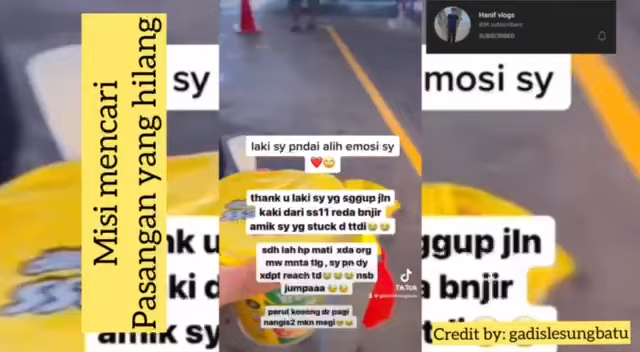 Misi mencari
Pasangan yang hilang
Hanif vlogs
SUBSCRIBED
sy
mosi sy
laki sy pndai alih emosi sy
❤️😄
thank u laki sy yg sggup jln
kaki dari ss11 reda bnjir
amik sy yg stuck d ttdi😭😭
sdh lah hp mati xda org
mw mnta tlg , sy pn dy
xdpt reach td😭😭😭 nsb
jumpaaa 😌😌
perut kosong dr pagi
nangis2 mkn megi
nk u
ki d
amik sy
ggup jln
bnjir
TikTok
Credit by: gadislesungbatu